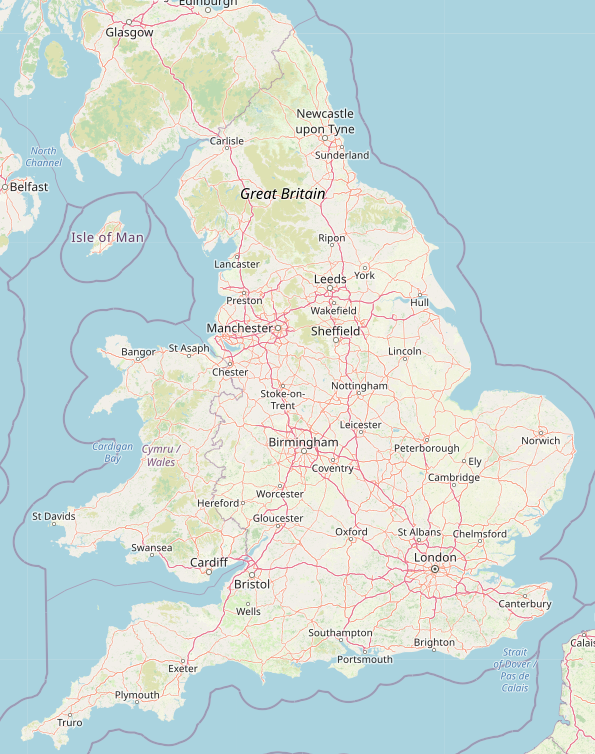 Edinburgh
Glasgow
Newcastle
upon Tyne
Carlisle
Sunderland
North
Channel
Belfast
Great Britain
Isle of Man
Ripon
Lancaster
York
Leeds
Preston
Hull
Wakefield
Manchester
Sheffield
Bangor
St Asaph
Lincoln
Chester
Stoke-on-
Trent
Nottingham
Leicester
Birmingham
Norwich
Cardigan
Bay
Cymru /
Wales
Peterborough
Coventry
Ely
Cambridge
Worcester
Hereford
St Davids
Gloucester
Oxford
St Albans
Chelmsford
Swansea
Cardiff
London
Bristol
Canterbury
Wells
Southampton
Brighton
Calais
Portsmouth
Strait
of Dover /
Pas de
Calais
Exeter
Plymouth
Truro